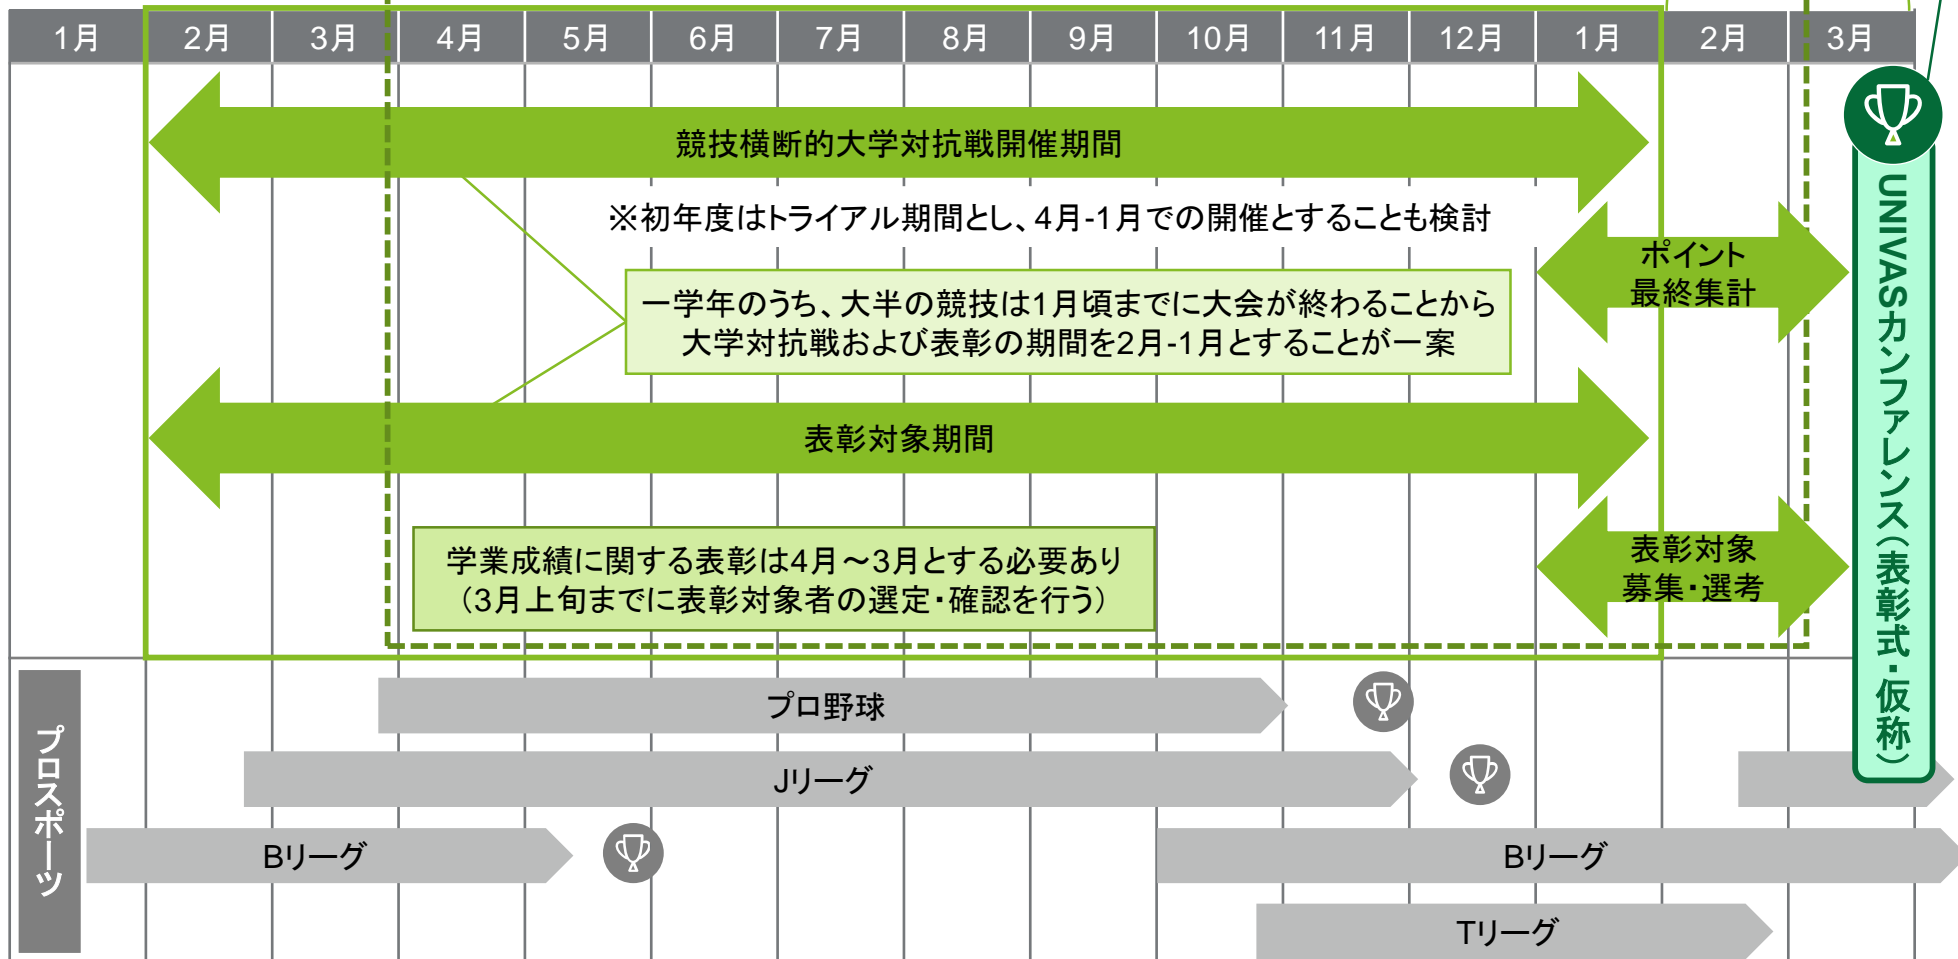 1月
2月
3月
4月
5月
6月
7月
8月
9月
10月
11月
12月
1月
2月
3月
競技横断的大学対抗戦開催期間
※初年度はトライアル期間とし、4月-1月での開催とすることも検討
ポイント
最終集計
一学年のうち、大半の競技は1月頃までに大会が終わることから
大学対抗戦および表彰の期間を2月-1月とすることが一案
表彰対象期間
学業成績に関する表彰は4月～3月とする必要あり
（3月上旬までに表彰対象者の選定・確認を行う）
表彰対象
募集・選考
UNIVASカンファレンス（表彰式・仮称）
プロスポーツ
プロ野球
Jリーグ
Bリーグ
Bリーグ
Tリーグ